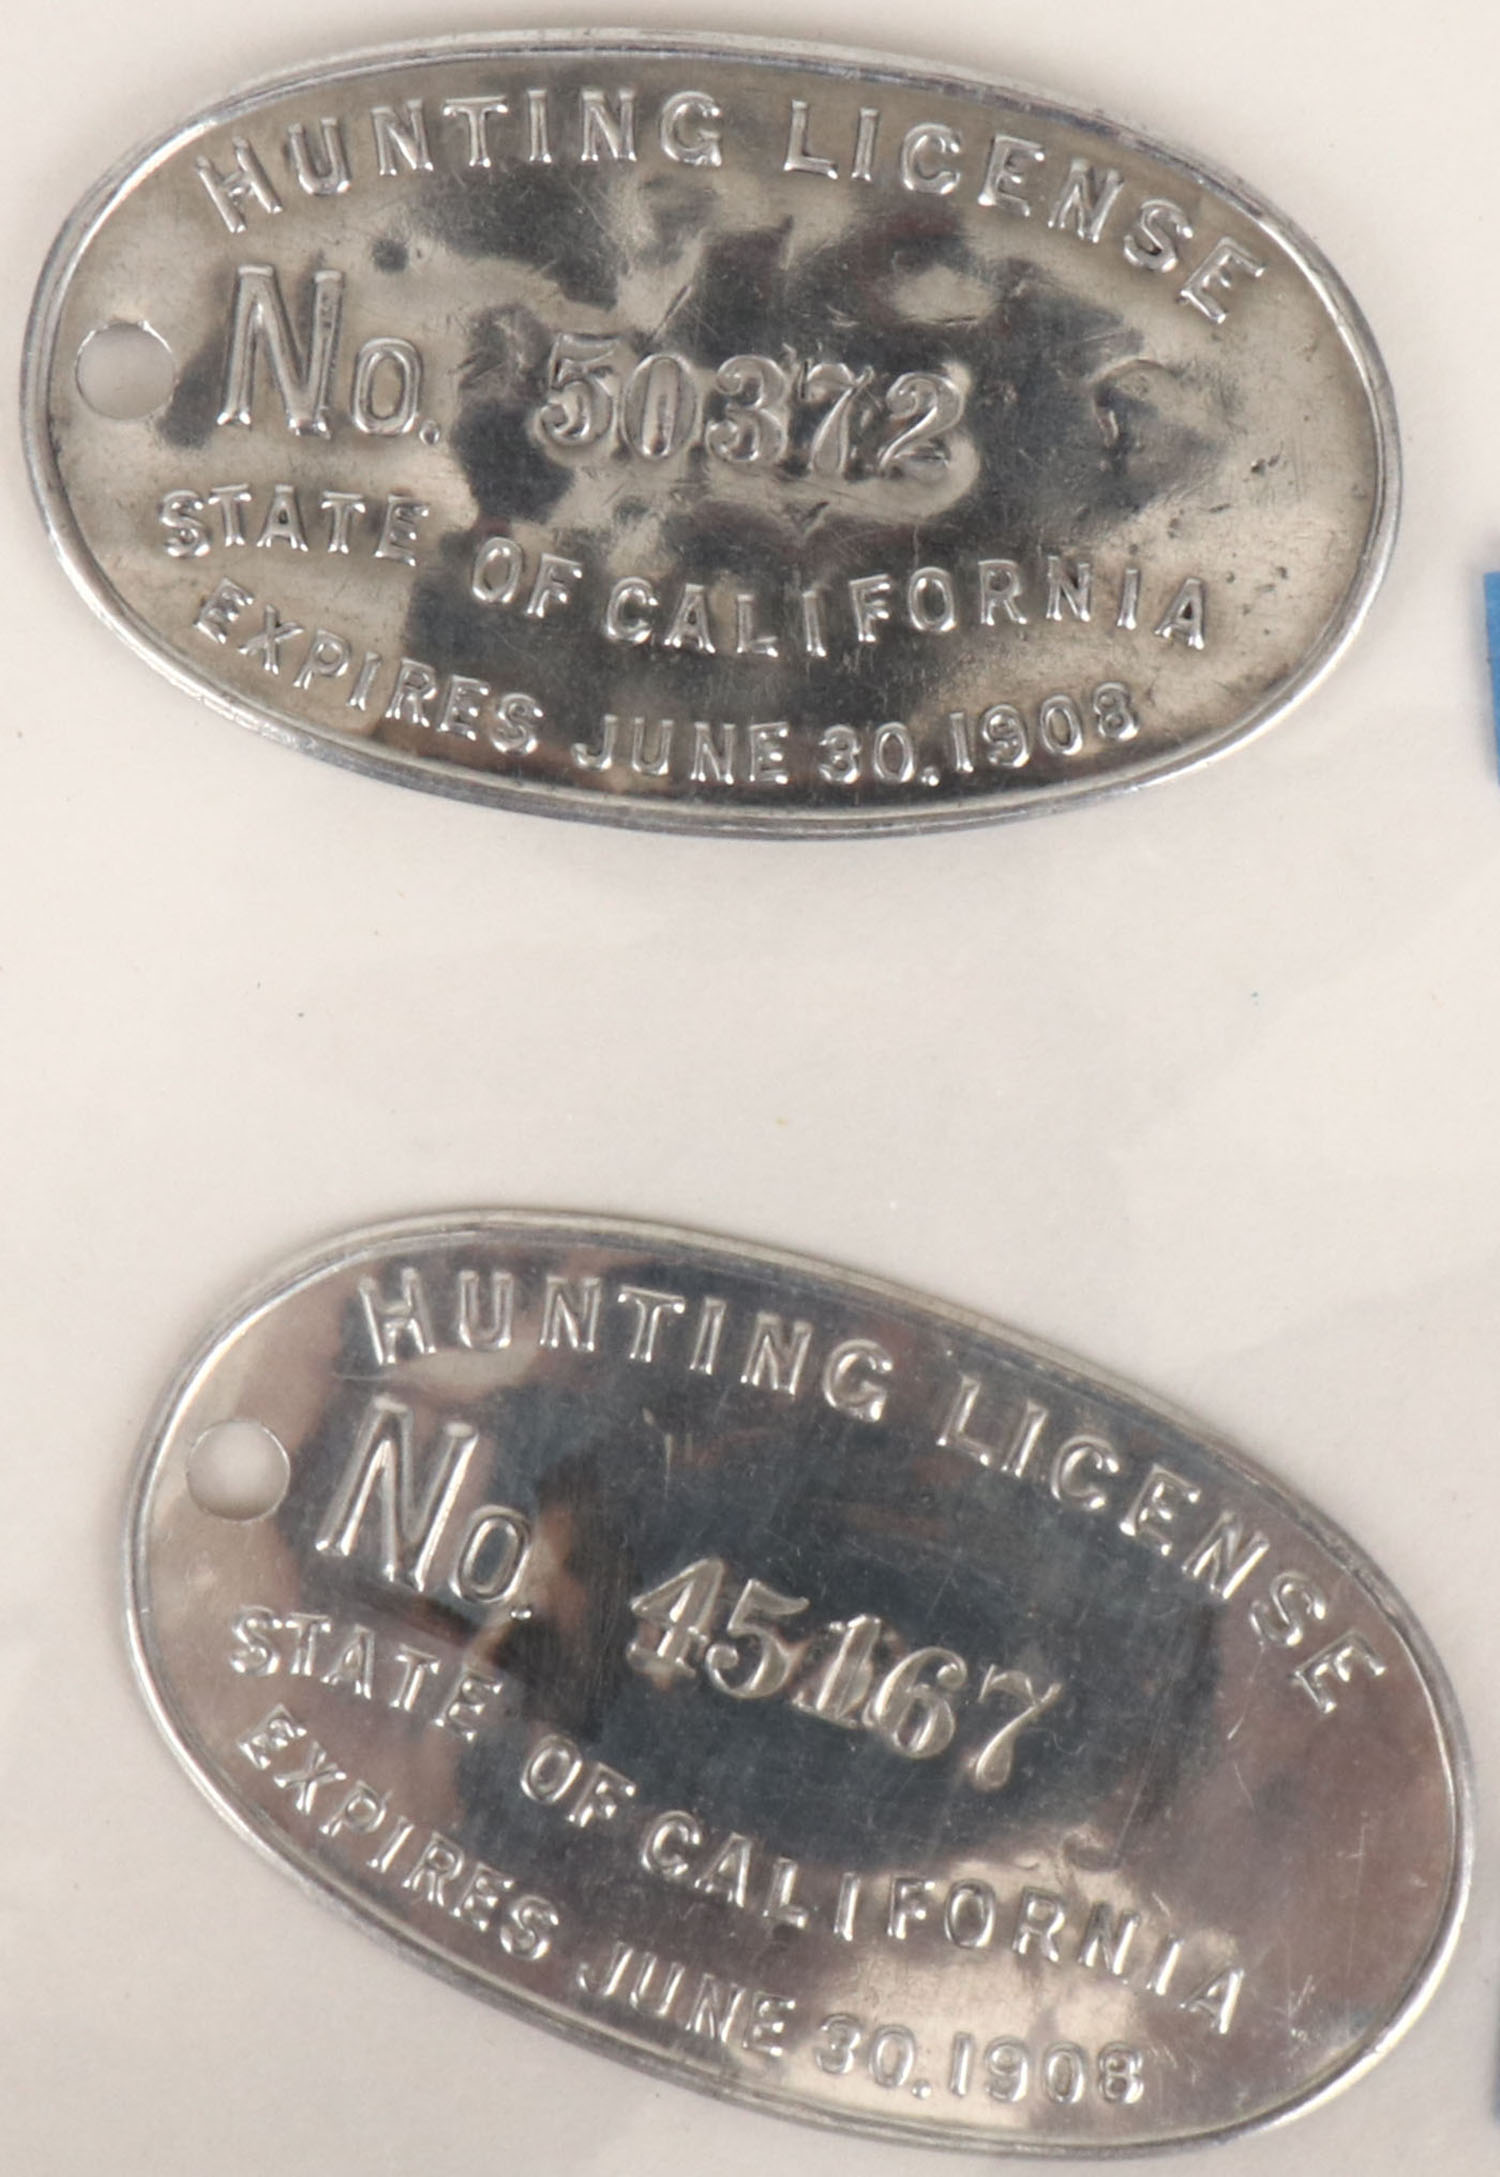 HUNTING LICENSE
No. 50372
STATE OF CALIFORNIA
EXPIRES JUNE 30. 1908
HUNTING LICENSE
No. 45167
STATE OF CALIFORNIA
EXPIRES JUNE 30. 1908